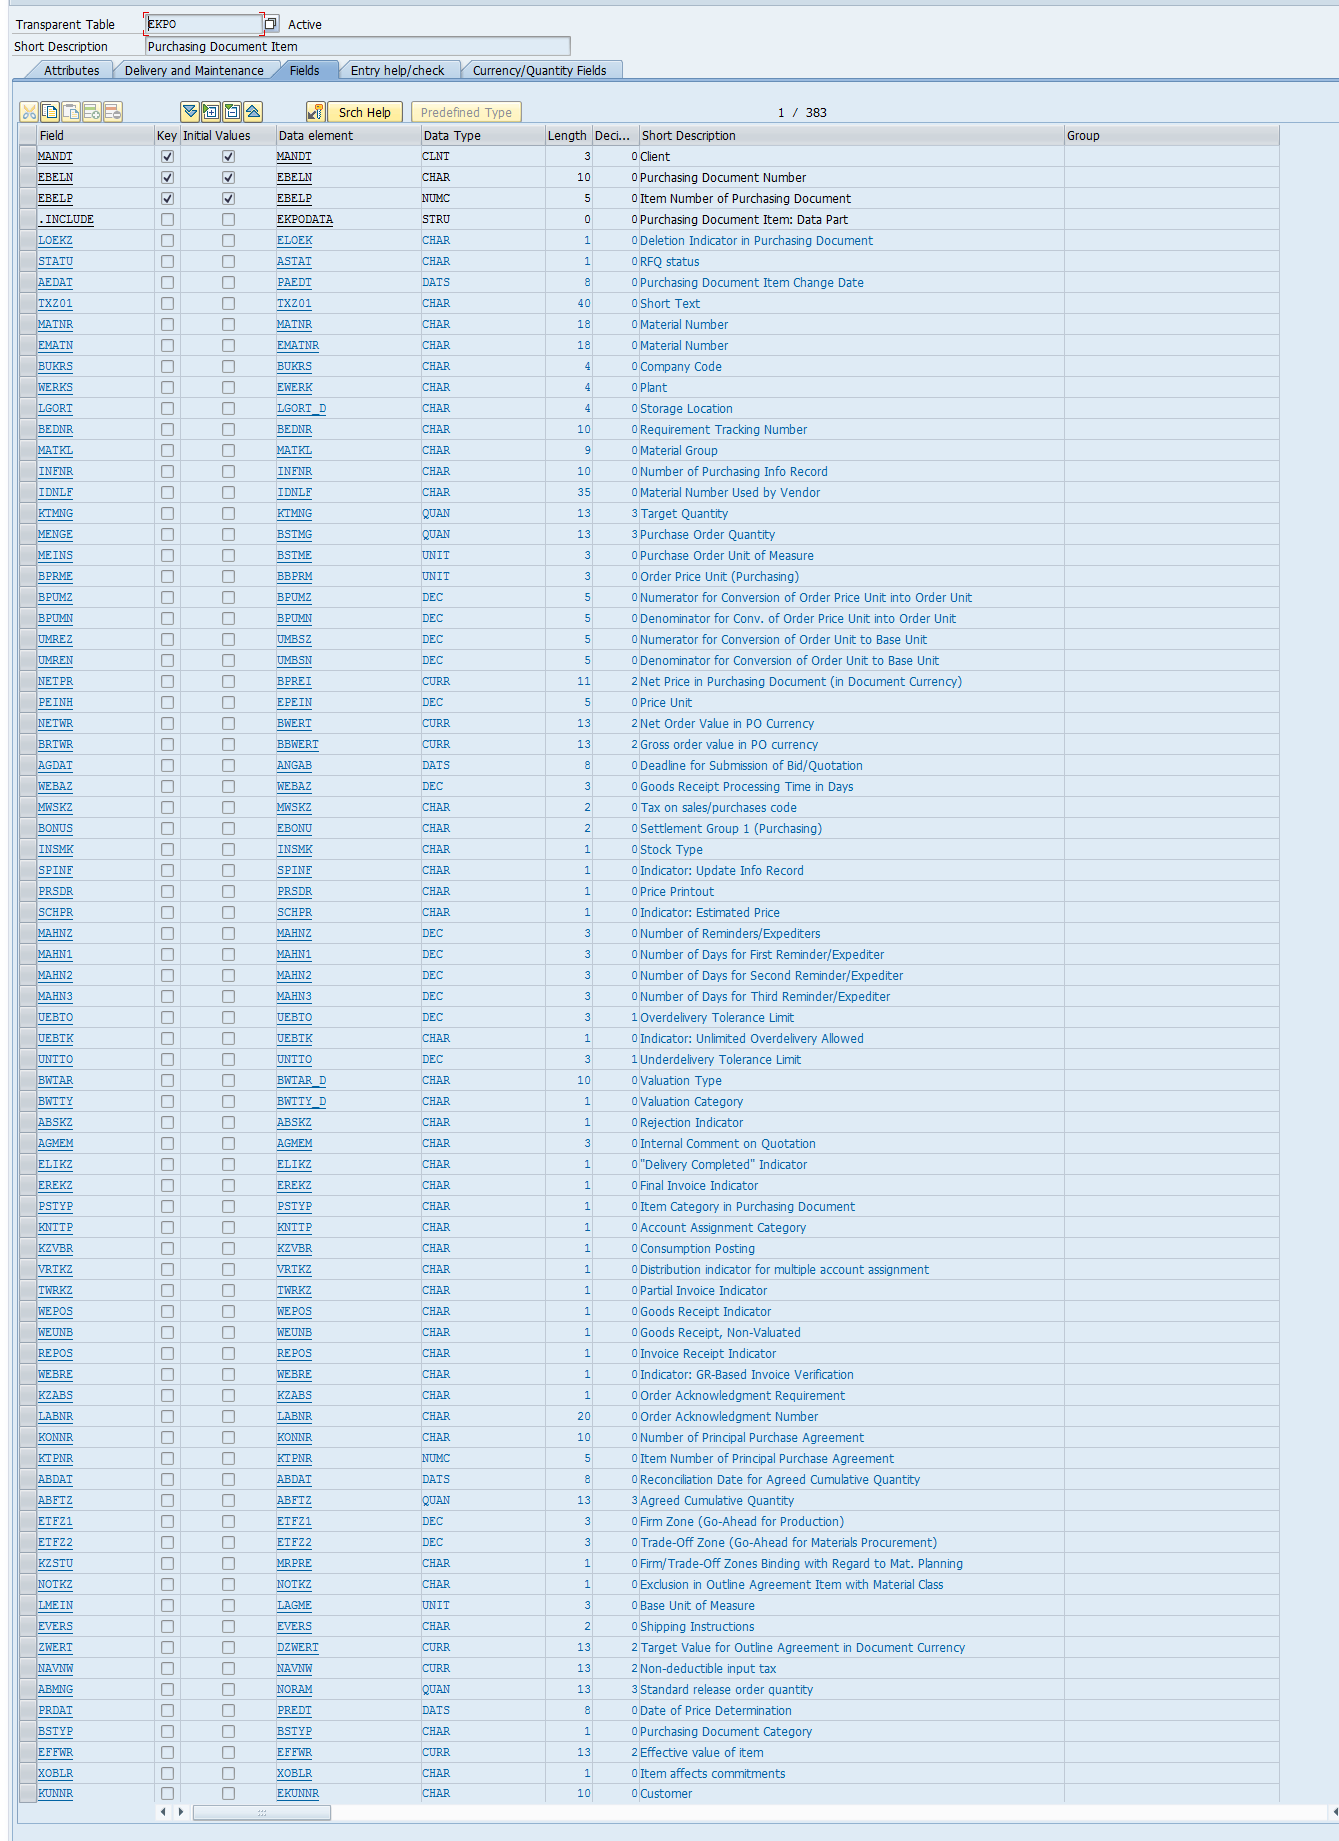 Transparent Table EKPO Active
Short Description Purchasing Document Item
Attributes Delivery and Maintenance Fields Entry help/check Currency/Quantity Fields
Srch Help Predefined Type 1 / 383
Field Key Initial Values Data element Data Type Length Deci... Short Description Group
MANDT MANDT CLNT 3 0 Client
EBELN EBELN CHAR 10 0 Purchasing Document Number
EBELP EBELP NUMC 5 0 Item Number of Purchasing Document
.INCLUDE EKPODATA STRU 0 0 Purchasing Document Item: Data Part
LOEKZ ELOEK CHAR 1 0 Deletion Indicator in Purchasing Document
STATU ASTAT CHAR 1 0 RFQ status
AEDAT PAEDT DATS 8 0 Purchasing Document Item Change Date
TXZ01 TXZ01 CHAR 40 0 Short Text
MATNR MATNR CHAR 18 0 Material Number
EMATN EMATNR CHAR 18 0 Material Number
BUKRS BUKRS CHAR 4 0 Company Code
WERKS EWERK CHAR 4 0 Plant
LGORT LGORT_D CHAR 4 0 Storage Location
BEDNR BEDNR CHAR 10 0 Requirement Tracking Number
MATKL MATKL CHAR 9 0 Material Group
INFNR INFNR CHAR 10 0 Number of Purchasing Info Record
IDNLF IDNLF CHAR 35 0 Material Number Used by Vendor
KTMNG KTMNG QUAN 13 3 Target Quantity
MENGE BSTMG QUAN 13 3 Purchase Order Quantity
MEINS BSTME UNIT 3 0 Purchase Order Unit of Measure
BPRME BBPRM UNIT 3 0 Order Price Unit (Purchasing)
BPUMZ BPUMZ DEC 5 0 Numerator for Conversion of Order Price Unit into Order Unit
BPUMN BPUMN DEC 5 0 Denominator for Conv. of Order Price Unit into Order Unit
UMREZ UMBSZ DEC 5 0 Numerator for Conversion of Order Unit to Base Unit
UMREN UMBSN DEC 5 0 Denominator for Conversion of Order Unit to Base Unit
NETPR BPREI CURR 11 2 Net Price in Purchasing Document (in Document Currency)
PEINH EPEIN DEC 5 0 Price Unit
NETWR BWERT CURR 13 2 Net Order Value in PO Currency
BRTWR BBWERT CURR 13 2 Gross order value in PO currency
AGDAT ANGAB DATS 8 0 Deadline for Submission of Bid/Quotation
WEBAZ WEBAZ DEC 3 0 Goods Receipt Processing Time in Days
MWSKZ MWSKZ CHAR 2 0 Tax on sales/purchases code
BONUS EBONU CHAR 2 0 Settlement Group 1 (Purchasing)
INSMK INSMK CHAR 1 0 Stock Type
SPINF SPINF CHAR 1 0 Indicator: Update Info Record
PRSDR PRSDR CHAR 1 0 Price Printout
SCHPR SCHPR CHAR 1 0 Indicator: Estimated Price
MAHNZ MAHNZ DEC 3 0 Number of Reminders/Expediters
MAHN1 MAHN1 DEC 3 0 Number of Days for First Reminder/Expediter
MAHN2 MAHN2 DEC 3 0 Number of Days for Second Reminder/Expediter
MAHN3 MAHN3 DEC 3 0 Number of Days for Third Reminder/Expediter
UEBTO UEBTO DEC 3 1 Overdelivery Tolerance Limit
UEBTK UEBTK CHAR 1 0 Indicator: Unlimited Overdelivery Allowed
UNTTO UNTTO DEC 3 1 Underdelivery Tolerance Limit
BWTAR BWTAR_D CHAR 10 0 Valuation Type
BWTTY BWTTY_D CHAR 1 0 Valuation Category
ABSKZ ABSKZ CHAR 1 0 Rejection Indicator
AGMEM AGMEM CHAR 3 0 Internal Comment on Quotation
ELIKZ ELIKZ CHAR 1 0 "Delivery Completed" Indicator
EREKZ EREKZ CHAR 1 0 Final Invoice Indicator
PSTYP PSTYP CHAR 1 0 Item Category in Purchasing Document
KNTTP KNTTP CHAR 1 0 Account Assignment Category
KZVBR KZVBR CHAR 1 0 Consumption Posting
VRTKZ VRTKZ CHAR 1 0 Distribution indicator for multiple account assignment
TWRKZ TWRKZ CHAR 1 0 Partial Invoice Indicator
WEPOS WEPOS CHAR 1 0 Goods Receipt Indicator
WEUNB WEUNB CHAR 1 0 Goods Receipt, Non-Valuated
REPOS REPOS CHAR 1 0 Invoice Receipt Indicator
WEBRE WEBRE CHAR 1 0 Indicator: GR-Based Invoice Verification
KZABS KZABS CHAR 1 0 Order Acknowledgment Requirement
LABNR LABNR CHAR 20 0 Order Acknowledgment Number
KONNR KONNR CHAR 10 0 Number of Principal Purchase Agreement
KTPNR KTPNR NUMC 5 0 Item Number of Principal Purchase Agreement
ABDAT ABDAT DATS 8 0 Reconciliation Date for Agreed Cumulative Quantity
ABFTZ ABFTZ QUAN 13 3 Agreed Cumulative Quantity
ETFZ1 ETFZ1 DEC 3 0 Firm Zone (Go-Ahead for Production)
ETFZ2 ETFZ2 DEC 3 0 Trade-Off Zone (Go-Ahead for Materials Procurement)
KZSTU MRPRE CHAR 1 0 Firm/Trade-Off Zones Binding with Regard to Mat. Planning
NOTKZ NOTKZ CHAR 1 0 Exclusion in Outline Agreement Item with Material Class
LMEIN LAGME UNIT 3 0 Base Unit of Measure
EVERS EVERS CHAR 2 0 Shipping Instructions
ZWERT DZWERT CURR 13 2 Target Value for Outline Agreement in Document Currency
NAVNW NAVNW CURR 13 2 Non-deductible input tax
ABMNG NORAM QUAN 13 3 Standard release order quantity
PRDAT PREDT DATS 8 0 Date of Price Determination
BSTYP BSTYP CHAR 1 0 Purchasing Document Category
EFFWR EFFWR CURR 13 2 Effective value of item
XOBLR XOBLR CHAR 1 0 Item affects commitments
KUNNR EKUNNR CHAR 10 0 Customer